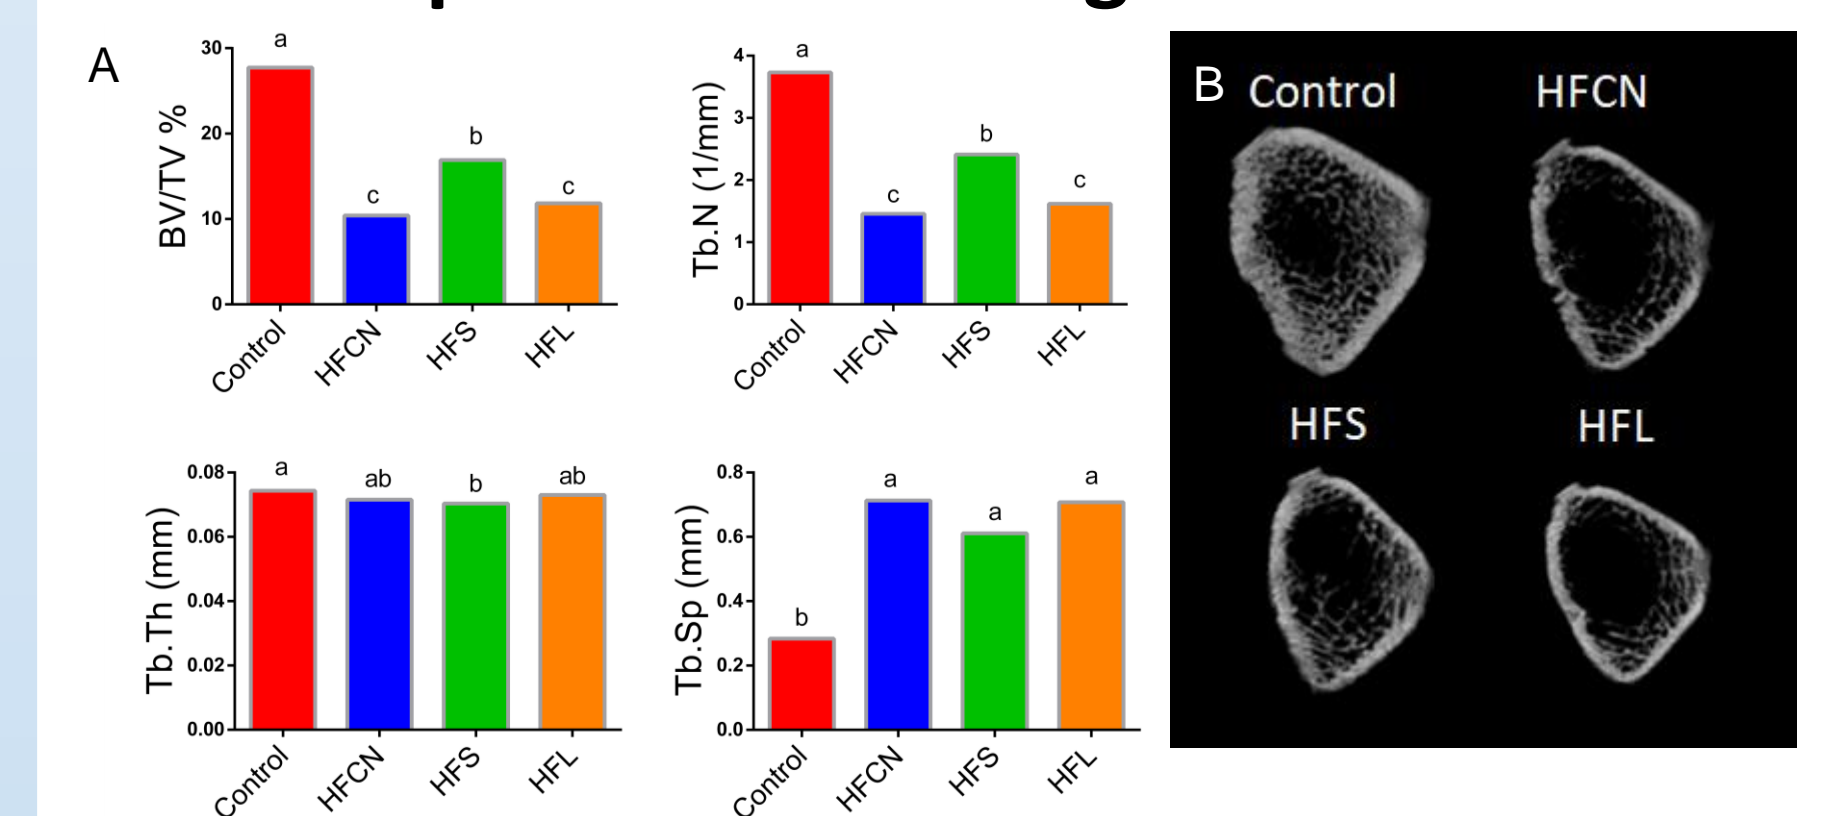 A
a
30
20
10
0
BV/TV %
c
b
c
Control
HFCN
HFS
HFL
a
4
3
2
1
0
Tb.N (1/mm)
c
b
c
Control
HFCN
HFS
HFL
a
ab
b
ab
0.08
0.06
0.04
0.02
0.00
Tb.Th (mm)
Control
HFCN
HFS
HFL
b
a
a
a
0.8
0.6
0.4
0.2
0.0
Tb.Sp (mm)
Control
HFCN
HFS
HFL
B
Control
HFCN
HFS
HFL